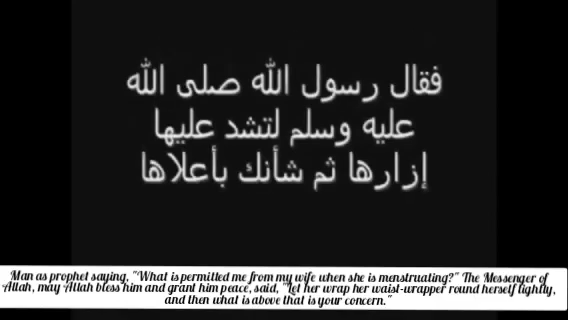 فقال رسول الله صلى الله
عليه وسلم لتشد عليها
إزارها ثم شأنك بأعلاها
Man as prophet saying, "What is permitted me from my wife when she is menstruating?" The Messenger of
Allah, may Allah bless him and grant him peace, said, "Let her wrap her waist-wrapper round herself tightly,
and then what is above that is your concern."